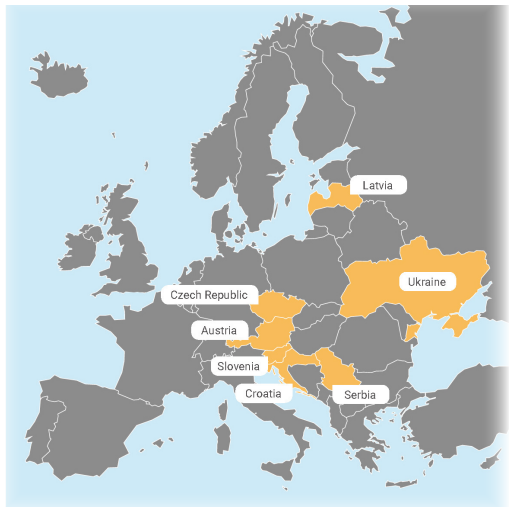 Latvia
Ukraine
Czech Republic
Austria
Slovenia
Croatia
Serbia